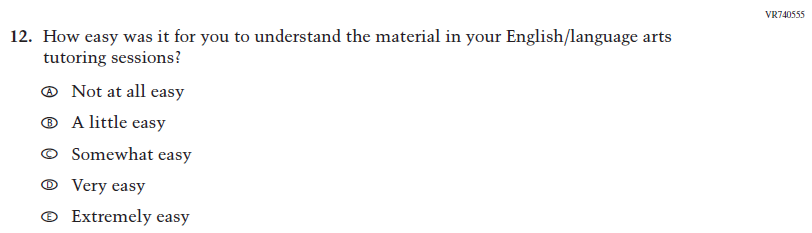 VR740555
12. How easy was it for you to understand the material in your English/language arts
tutoring sessions?
A Not at all easy
B A little easy
C Somewhat easy
D Very easy
E Extremely easy